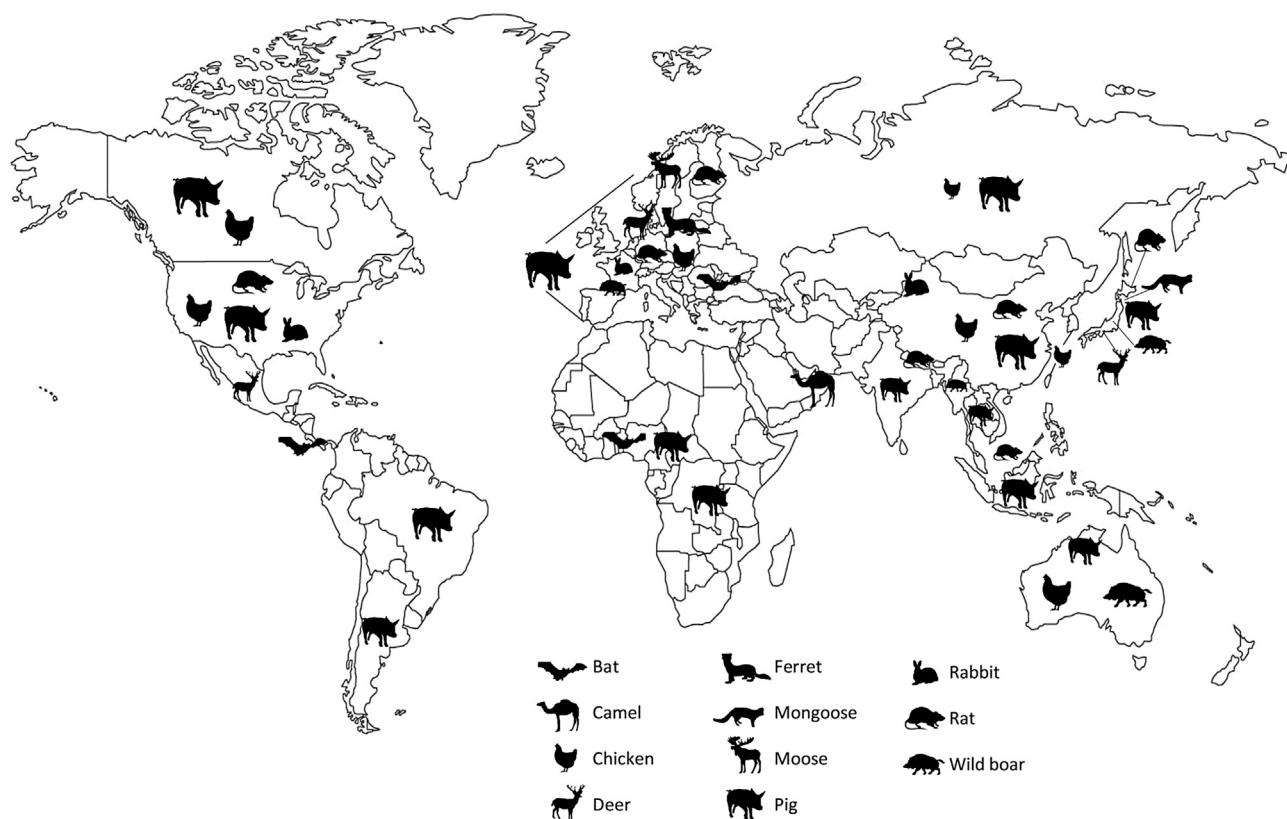 Bat
Camel
Chicken
Deer
Ferret
Mongoose
Moose
Pig
Rabbit
Rat
Wild boar